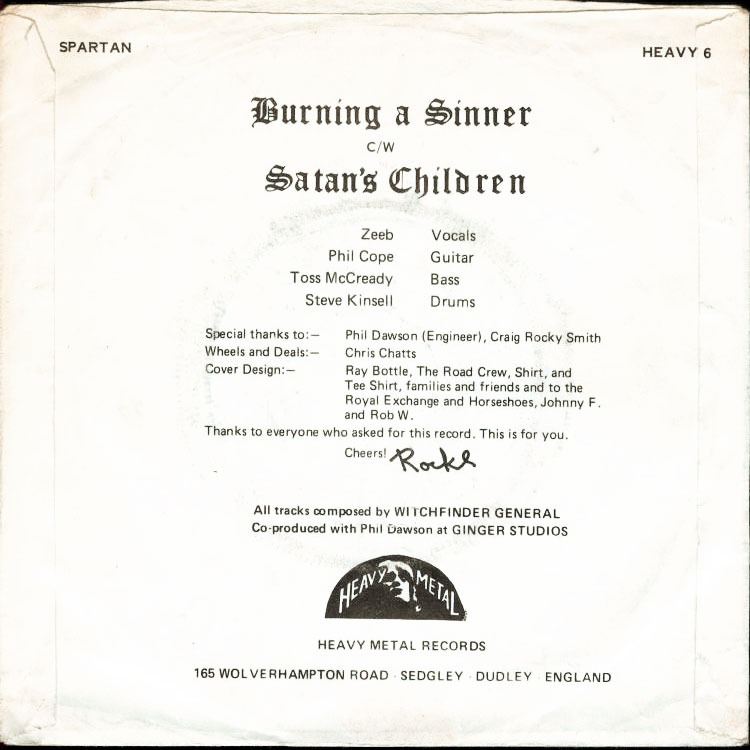 SPARTAN
HEAVY 6
Burning a Sinner
C/W
Satan's Children
Zeeb Vocals
Phil Cope Guitar
Toss McCready Bass
Steve Kinsell Drums
Special thanks to:— Phil Dawson (Engineer), Craig Rocky Smith
Wheels and Deals:— Chris Chatts
Cover Design:— Ray Bottle, The Road Crew, Shirt, and
Tee Shirt, families and friends and to the
Royal Exchange and Horseshoes, Johnny F.
and Rob W.
Thanks to everyone who asked for this record. This is for you.
Cheers!
All tracks composed by WITCHFINDER GENERAL
Co-produced with Phil Dawson at GINGER STUDIOS
HEAVY METAL
HEAVY METAL RECORDS
165 WOLVERHAMPTON ROAD · SEDGLEY · DUDLEY · ENGLAND